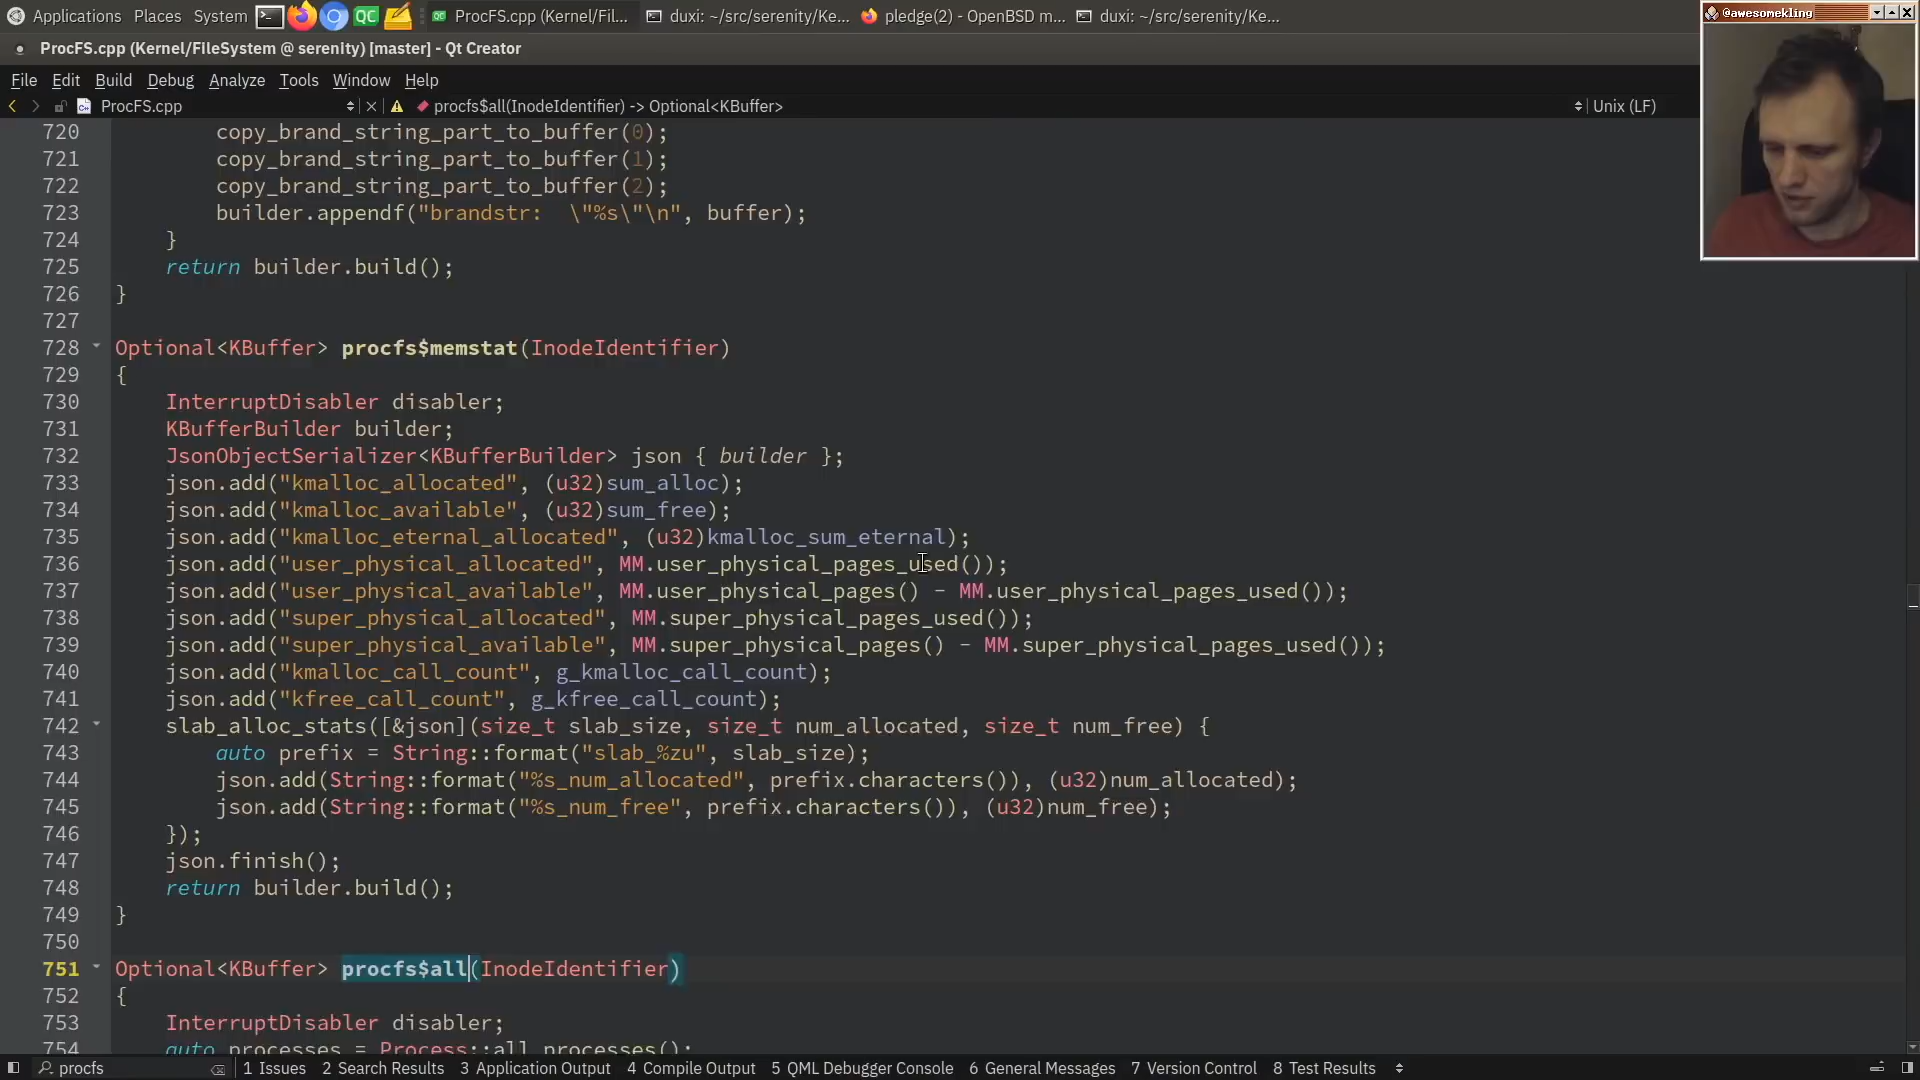 Applications Places System ProcFS.cpp (Kernel/Fil... duxi: ~/src/serenity/Ke... pledge(2) - OpenBSD m... duxi: ~/src/serenity/Ke...
@awesomekling
ProcFS.cpp (Kernel/FileSystem @ serenity) [master] - Qt Creator
File Edit Build Debug Analyze Tools Window Help
ProcFS.cpp procfs$all(InodeIdentifier) -> Optional<KBuffer> Unix (LF)
720 copy_brand_string_part_to_buffer(0);
721 copy_brand_string_part_to_buffer(1);
722 copy_brand_string_part_to_buffer(2);
723 builder.appendf("brandstr:  \"%s\"\n", buffer);
724 }
725 return builder.build();
726 }
727
728 Optional<KBuffer> procfs$memstat(InodeIdentifier)
729 {
730 InterruptDisabler disabler;
731 KBufferBuilder builder;
732 JsonObjectSerializer<KBufferBuilder> json { builder };
733 json.add("kmalloc_allocated", (u32)sum_alloc);
734 json.add("kmalloc_available", (u32)sum_free);
735 json.add("kmalloc_eternal_allocated", (u32)kmalloc_sum_eternal);
736 json.add("user_physical_allocated", MM.user_physical_pages_used());
737 json.add("user_physical_available", MM.user_physical_pages() - MM.user_physical_pages_used());
738 json.add("super_physical_allocated", MM.super_physical_pages_used());
739 json.add("super_physical_available", MM.super_physical_pages() - MM.super_physical_pages_used());
740 json.add("kmalloc_call_count", g_kmalloc_call_count);
741 json.add("kfree_call_count", g_kfree_call_count);
742 slab_alloc_stats([&json](size_t slab_size, size_t num_allocated, size_t num_free) {
743 auto prefix = String::format("slab_%zu", slab_size);
744 json.add(String::format("%s_num_allocated", prefix.characters()), (u32)num_allocated);
745 json.add(String::format("%s_num_free", prefix.characters()), (u32)num_free);
746 });
747 json.finish();
748 return builder.build();
749 }
750
751 Optional<KBuffer> procfs$all(InodeIdentifier)
752 {
753 InterruptDisabler disabler;
754 auto processes = Process::all_processes();
procfs 1 Issues 2 Search Results 3 Application Output 4 Compile Output 5 QML Debugger Console 6 General Messages 7 Version Control 8 Test Results